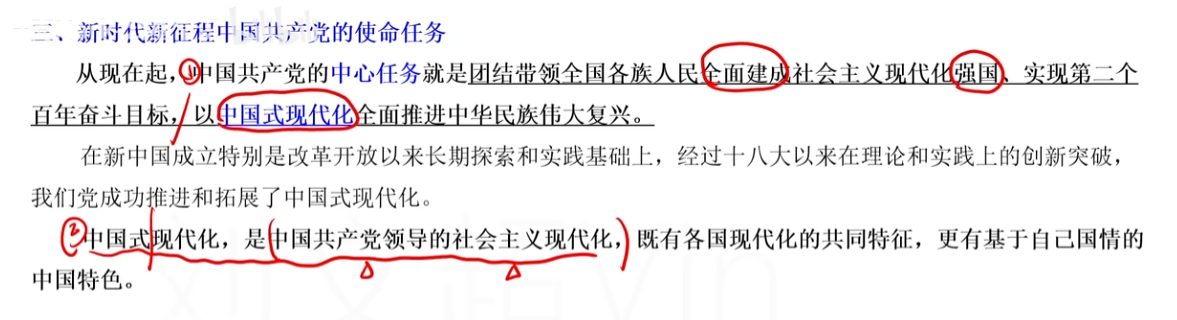 三、新时代新征程中国共产党的使命任务
从现在起，①中国共产党的中心任务就是团结带领全国各族人民全面建成社会主义现代化强国、实现第二个
百年奋斗目标，以中国式现代化全面推进中华民族伟大复兴。
在新中国成立特别是改革开放以来长期探索和实践基础上，经过十八大以来在理论和实践上的创新突破，
我们党成功推进和拓展了中国式现代化。
②中国式现代化，是中国共产党领导的社会主义现代化，既有各国现代化的共同特征，更有基于自己国情的
中国特色。